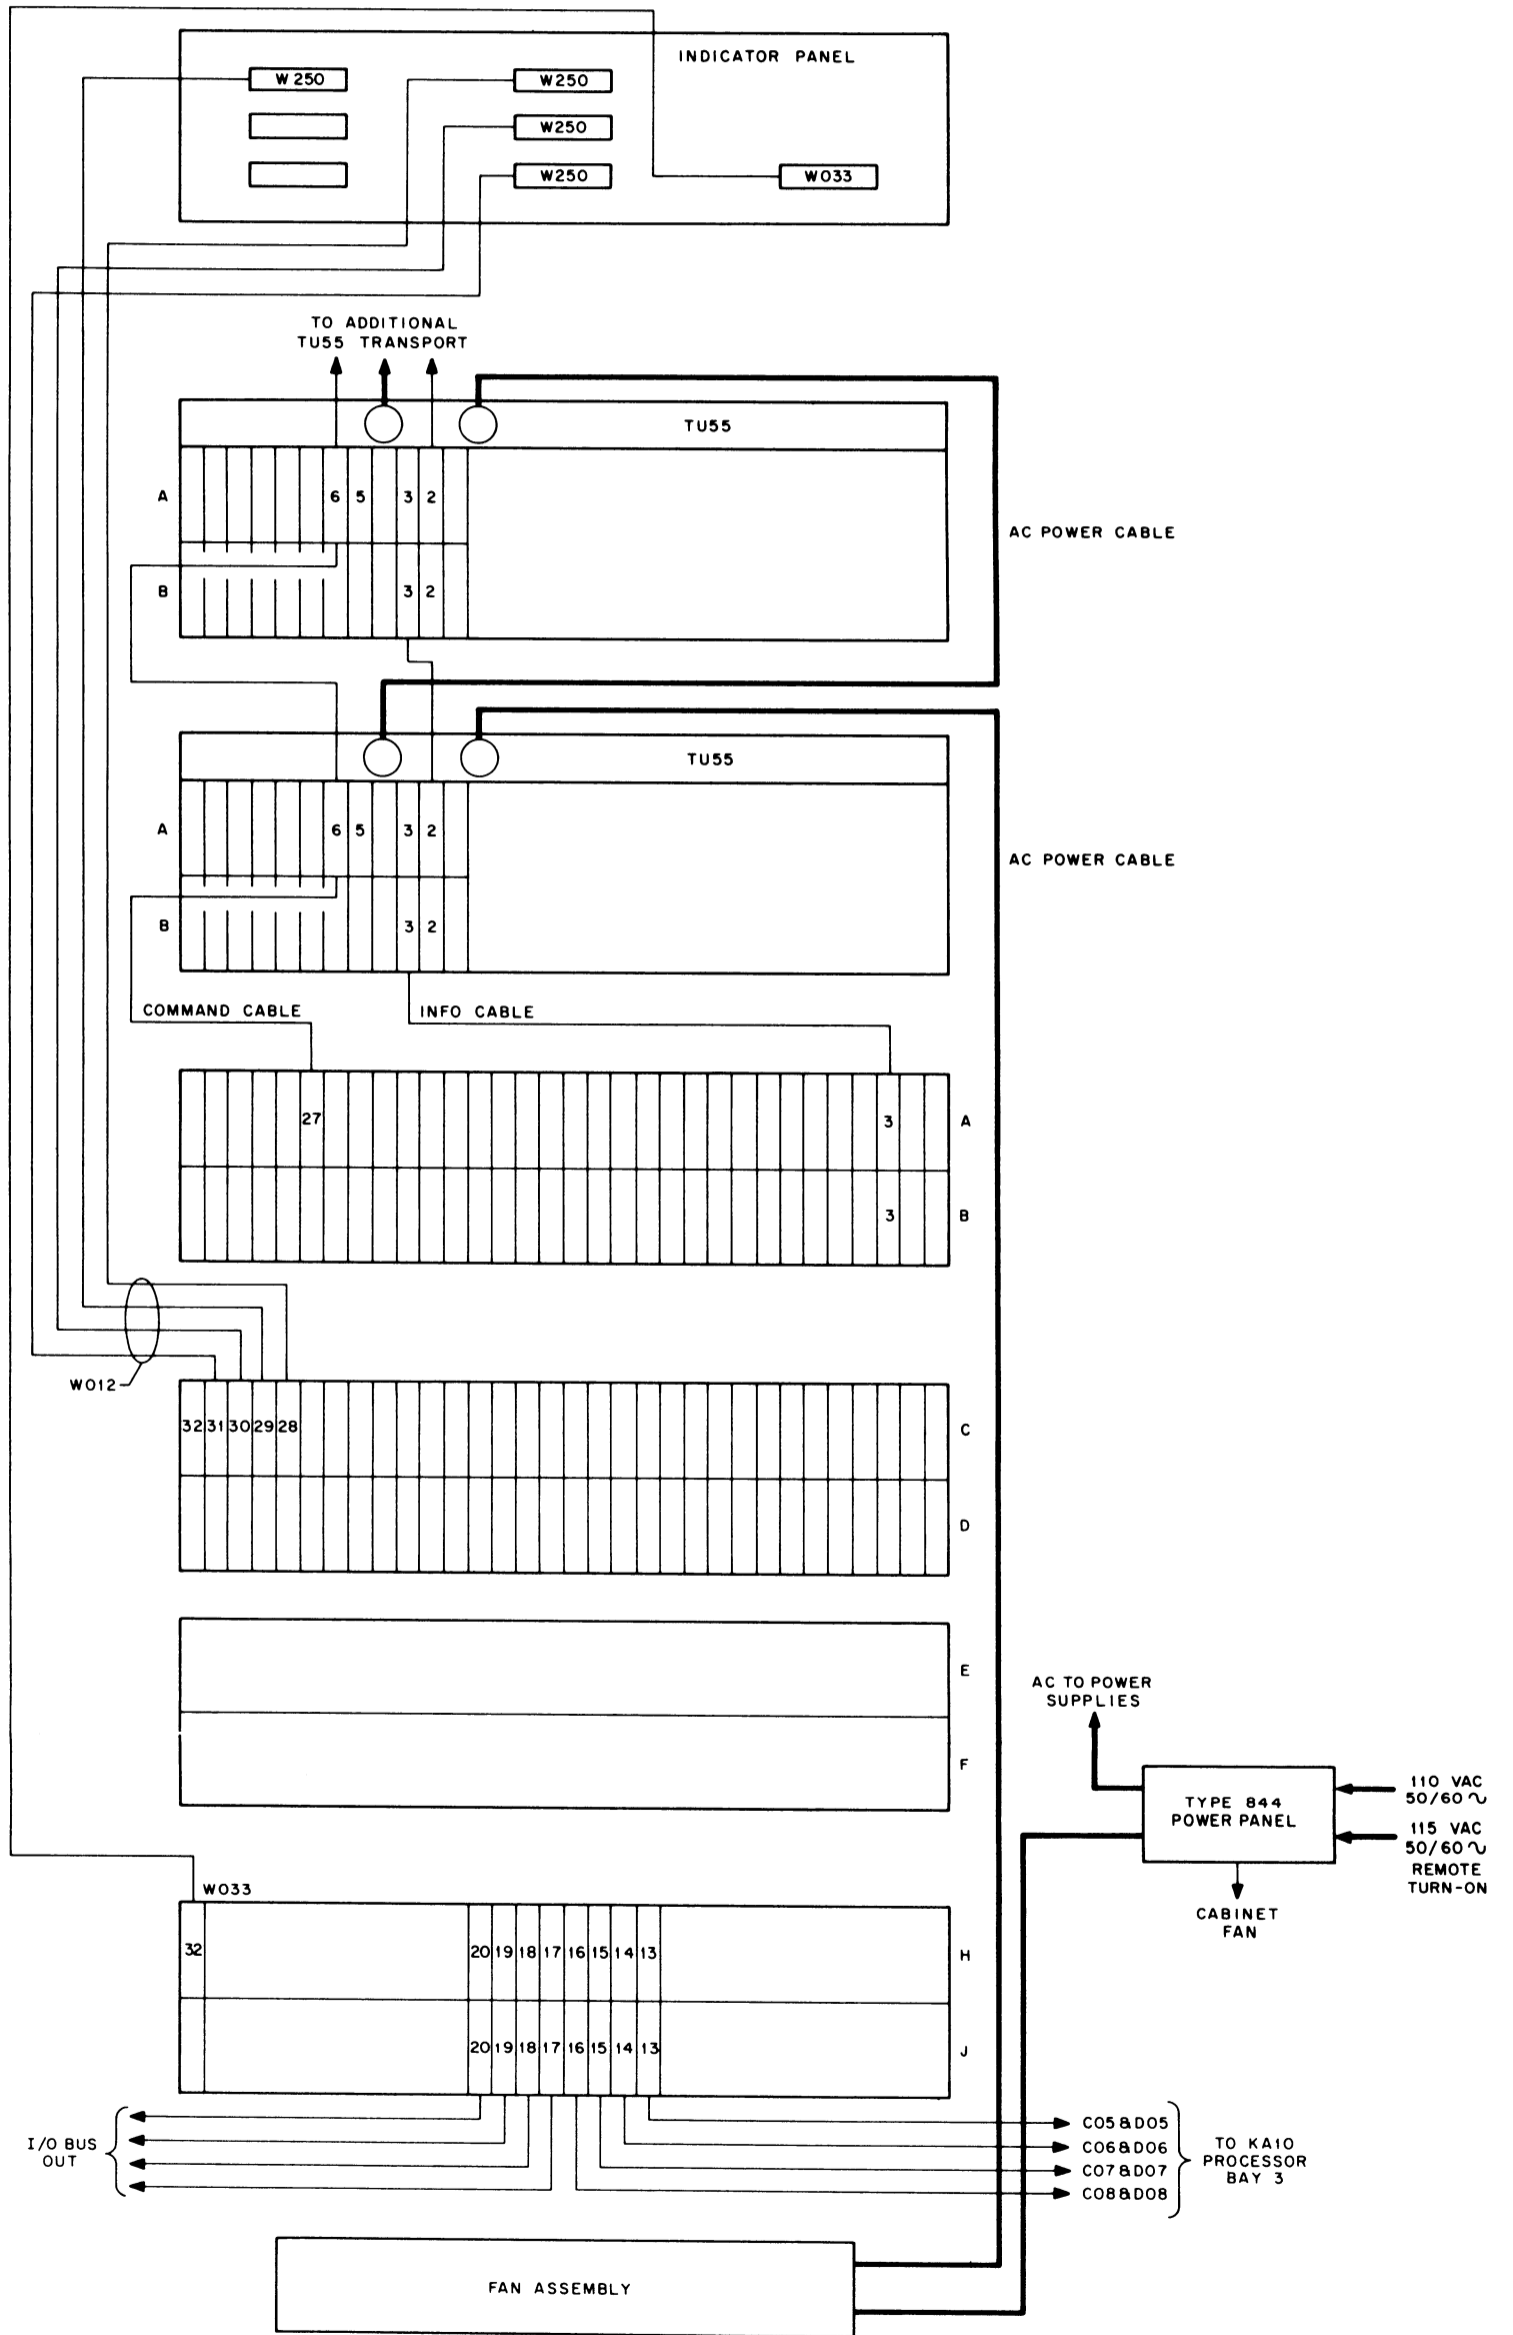 INDICATOR PANEL
W250
W250
W250
W250
W033
TO ADDITIONAL
TU55 TRANSPORT
TU55
A
6 5 3 2
AC POWER CABLE
B
3 2
TU55
A
6 5 3 2
AC POWER CABLE
B
3 2
COMMAND CABLE
INFO CABLE
27
3
A
3
B
W012
32 31 30 29 28
C
D
E
F
AC TO POWER
SUPPLIES
TYPE 844
POWER PANEL
110 VAC
50/60 ∿
115 VAC
50/60 ∿
REMOTE
TURN-ON
CABINET
FAN
W033
32
20 19 18 17 16 15 14 13
H
20 19 18 17 16 15 14 13
J
I/O BUS
OUT
C05 & D05
C06 & D06
C07 & D07
C08 & D08
TO KA10
PROCESSOR
BAY 3
FAN ASSEMBLY